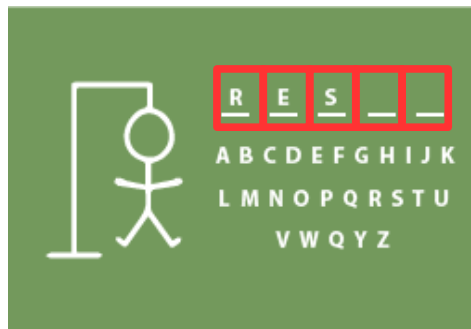 R E S _ _
A B C D E F G H I J K
L M N O P Q R S T U
V W Q Y Z